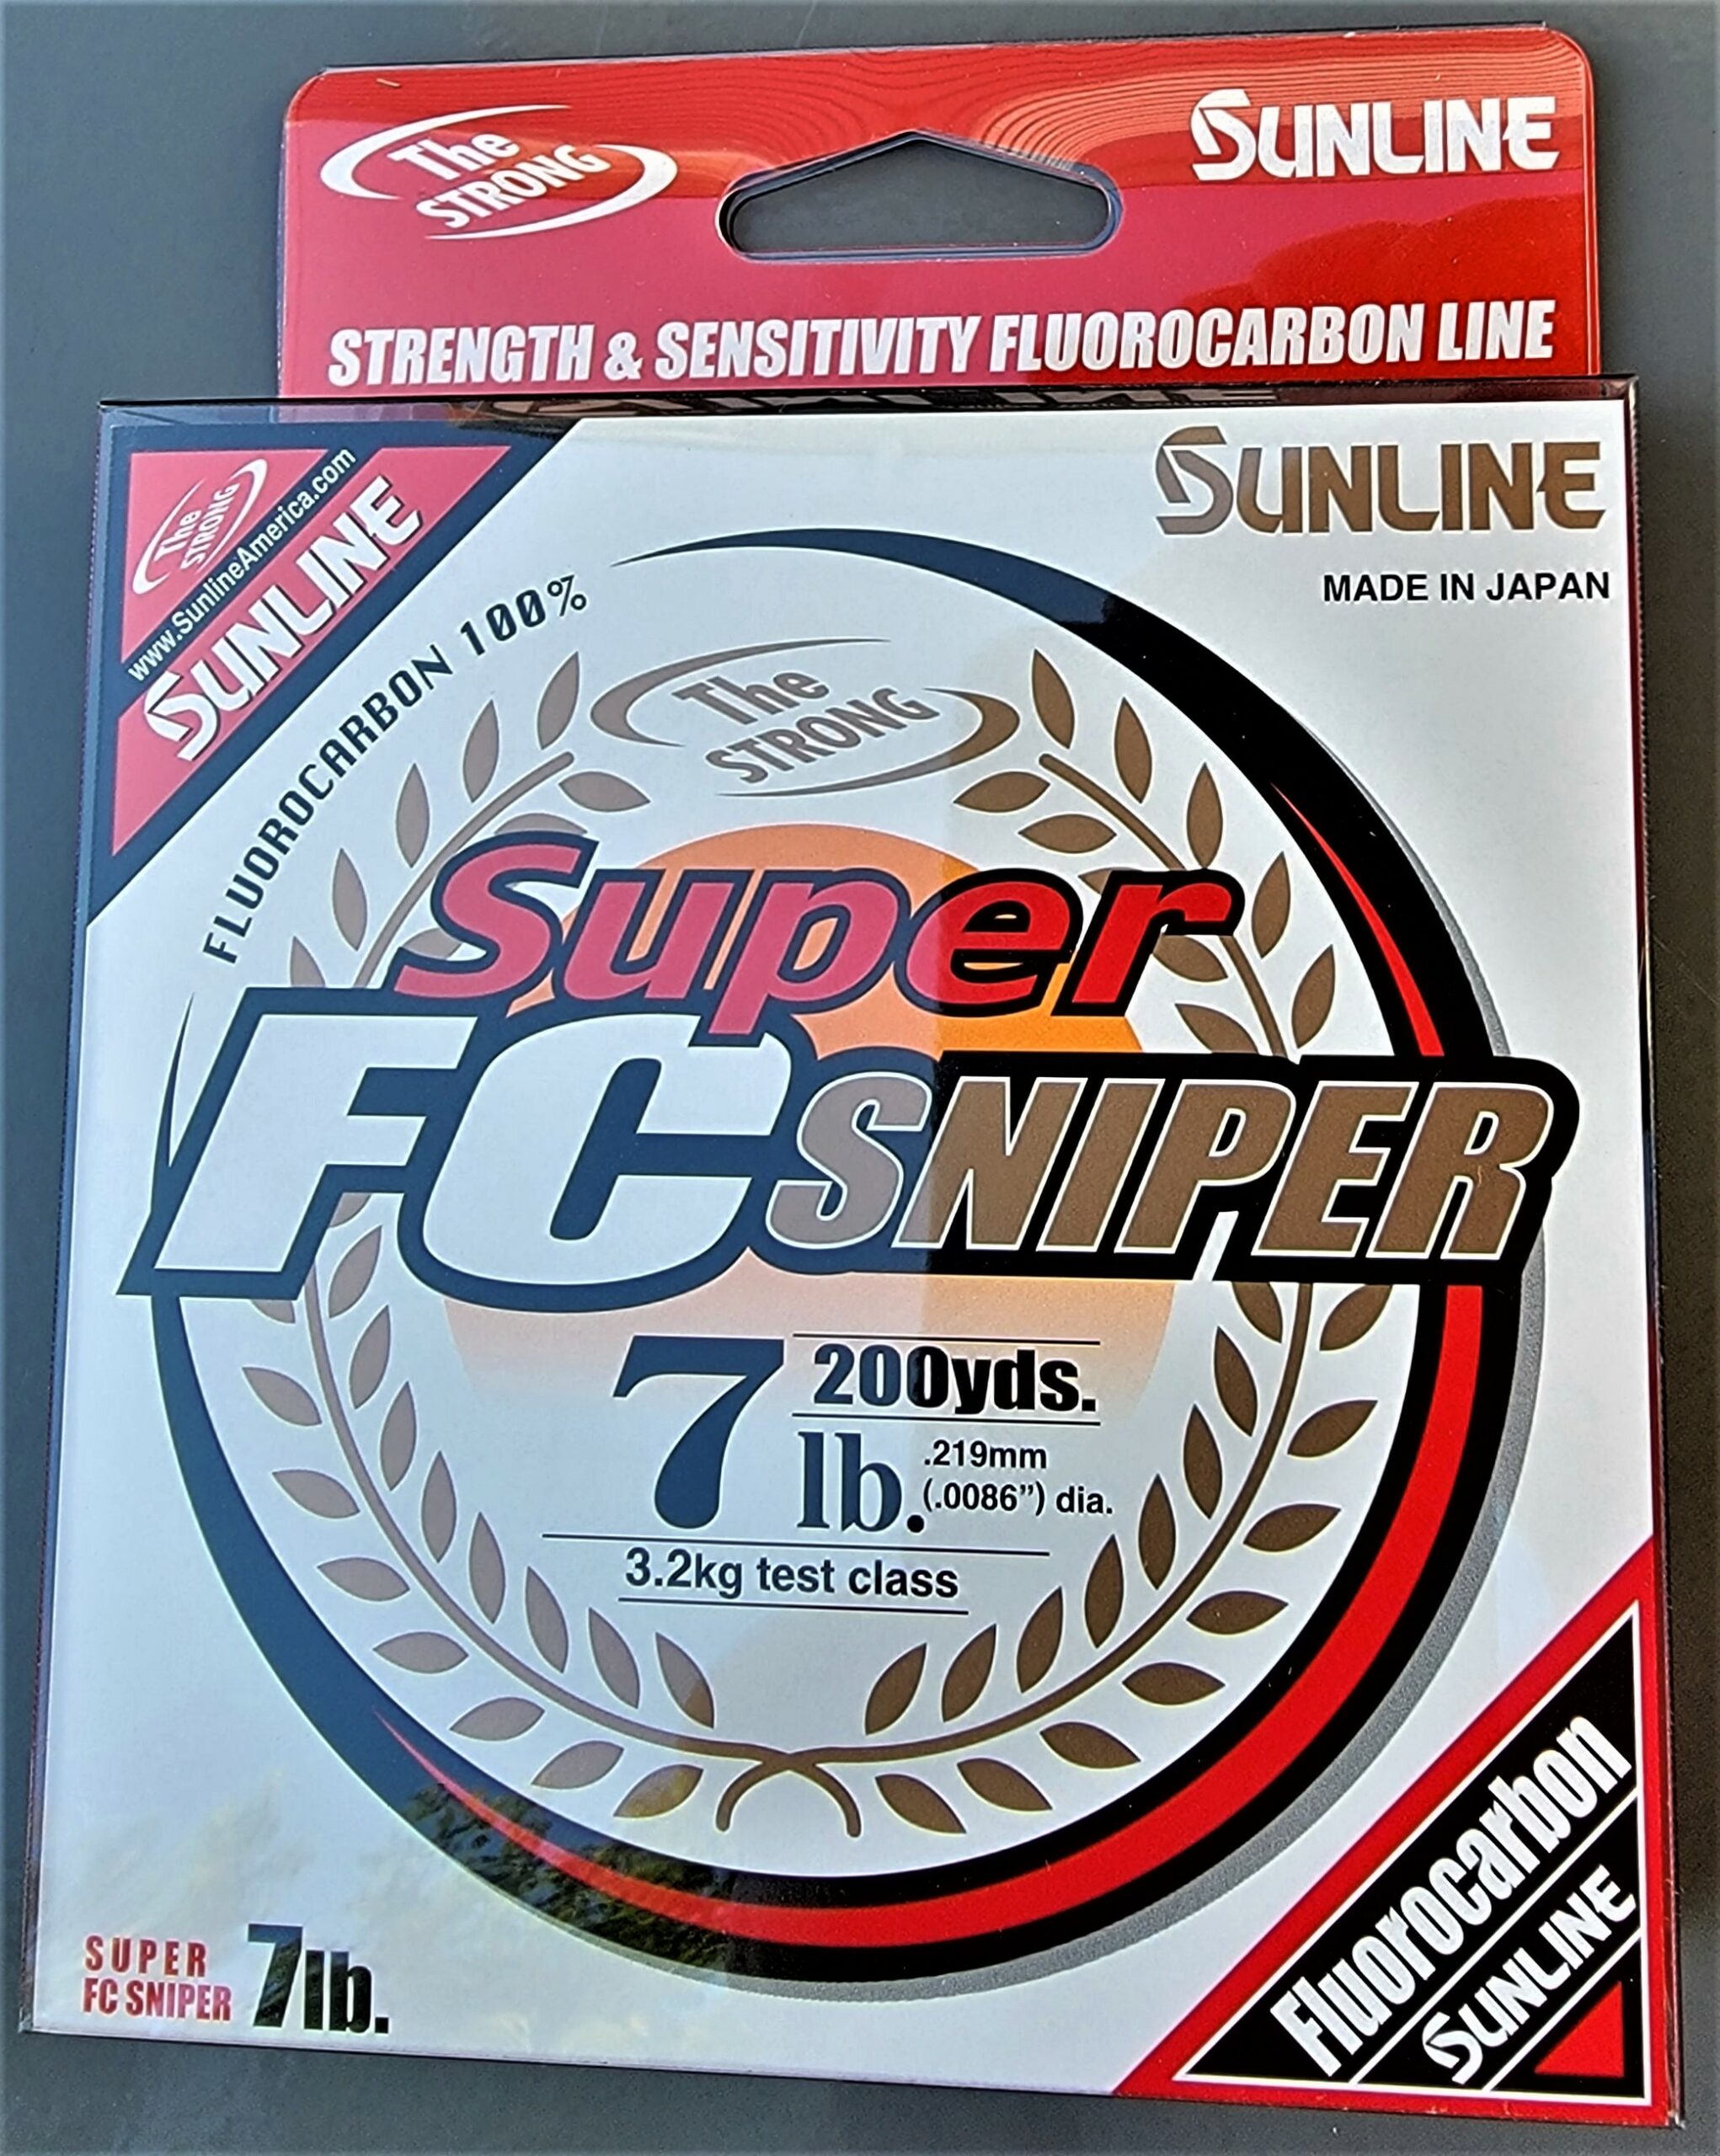 The
STRONG
SUNLINE
STRENGTH & SENSITIVITY FLUOROCARBON LINE
The
STRONG
www.SunlineAmerica.com
SUNLINE
SUNLINE
MADE IN JAPAN
FLUOROCARBON 100%
The
STRONG
Super
FC SNIPER
7 lb.
200yds.
.219mm
(.0086”) dia.
3.2kg test class
SUPER
FC SNIPER
7lb.
Fluorocarbon
SUNLINE